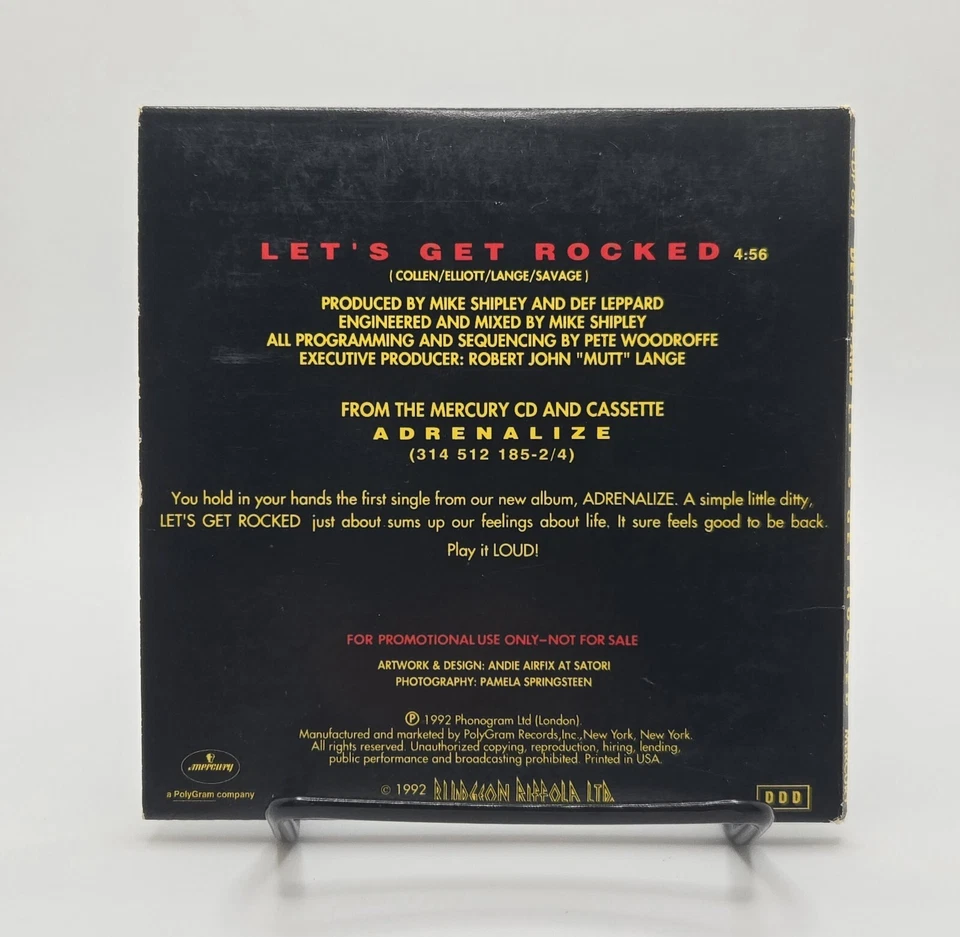 LET'S GET ROCKED 4:56
( COLLEN/ELLIOTT/LANGE/SAVAGE )
PRODUCED BY MIKE SHIPLEY AND DEF LEPPARD
ENGINEERED AND MIXED BY MIKE SHIPLEY
ALL PROGRAMMING AND SEQUENCING BY PETE WOODROFFE
EXECUTIVE PRODUCER: ROBERT JOHN "MUTT" LANGE
FROM THE MERCURY CD AND CASSETTE
ADRENALIZE
(314 512 185-2/4)
You hold in your hands the first single from our new album, ADRENALIZE. A simple little ditty,
LET'S GET ROCKED just about sums up our feelings about life. It sure feels good to be back.
Play it LOUD!
FOR PROMOTIONAL USE ONLY–NOT FOR SALE
ARTWORK & DESIGN: ANDIE AIRFIX AT SATORI
PHOTOGRAPHY: PAMELA SPRINGSTEEN
℗ 1992 Phonogram Ltd (London)
Manufactured and marketed by PolyGram Records,Inc.,New York, New York.
All rights reserved. Unauthorized copying, reproduction, hiring, lending,
public performance and broadcasting prohibited. Printed in USA.
mercury
a PolyGram company
© 1992 BLUDGEON RIFFOLA LTD.
DDD